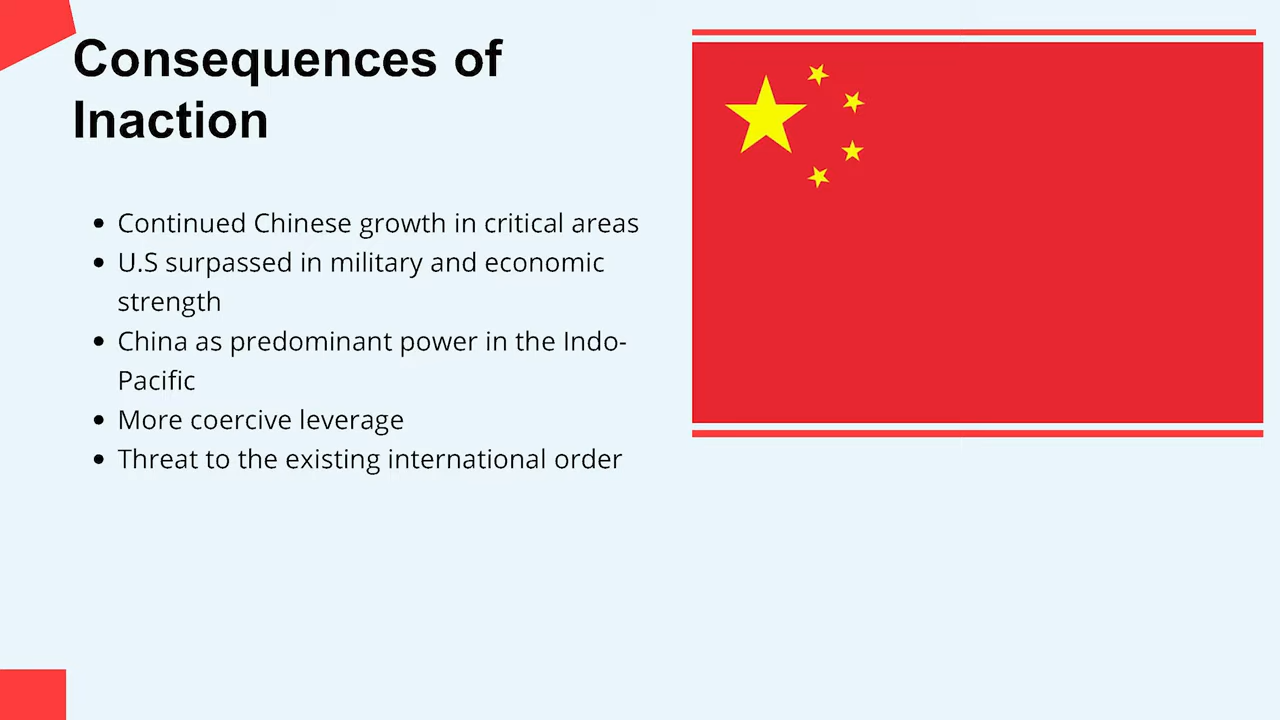 Consequences of
Inaction
• Continued Chinese growth in critical areas
• U.S surpassed in military and economic
strength
• China as predominant power in the Indo-
Pacific
• More coercive leverage
• Threat to the existing international order